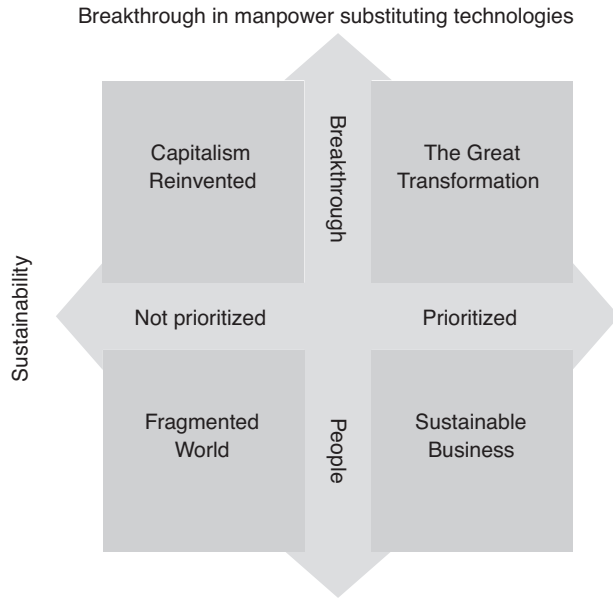 Breakthrough in manpower substituting technologies
Capitalism
Reinvented
Breakthrough
The Great
Transformation
Sustainability
Not prioritized
Prioritized
Fragmented
World
People
Sustainable
Business